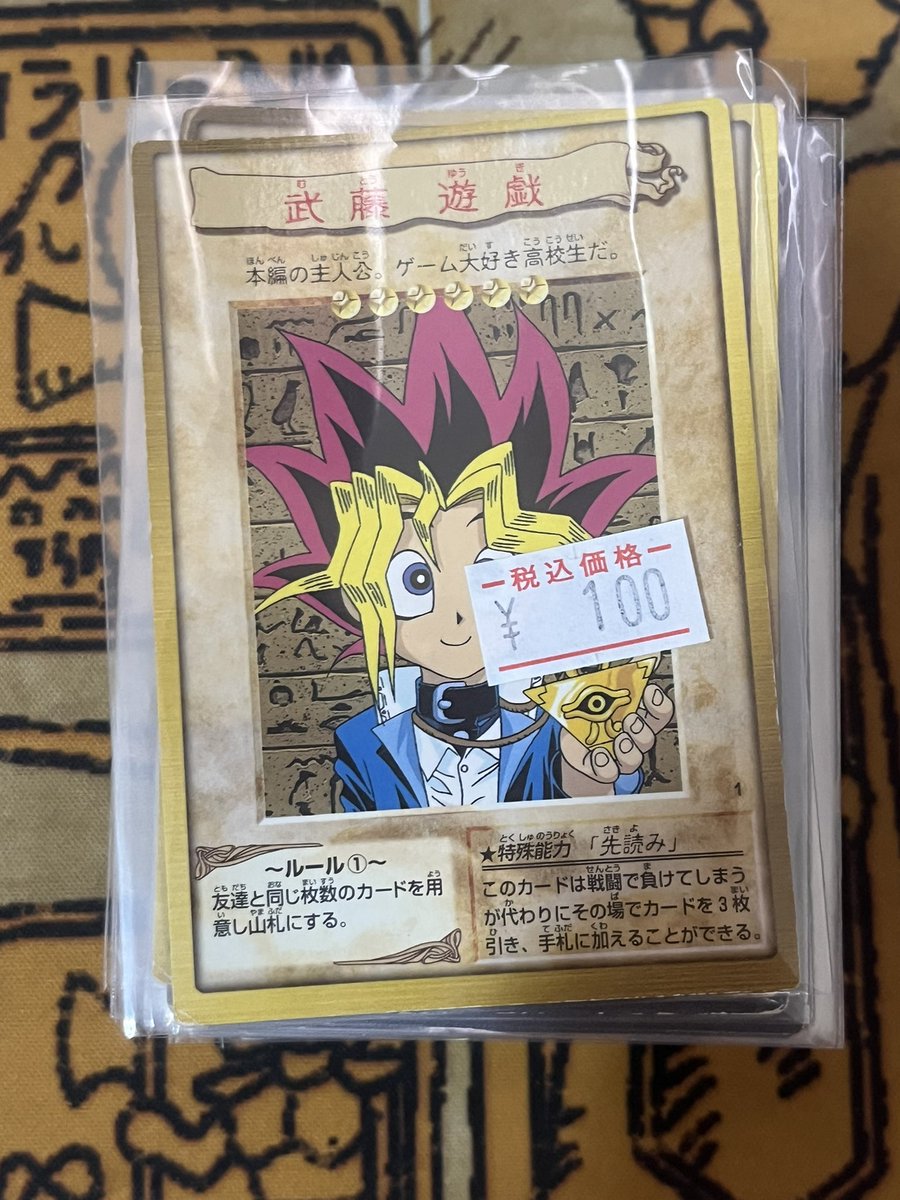 武藤 遊戯
本編の主人公。ゲーム大好き高校生だ。
税込価格
¥ 100
1
~ルール①~
友達と同じ枚数のカードを用
意し山札にする。
★特殊能力 「先読み」
このカードは戦闘で負けてしまう
が代わりにその場でカードを3枚
引き、手札に加えることができる。